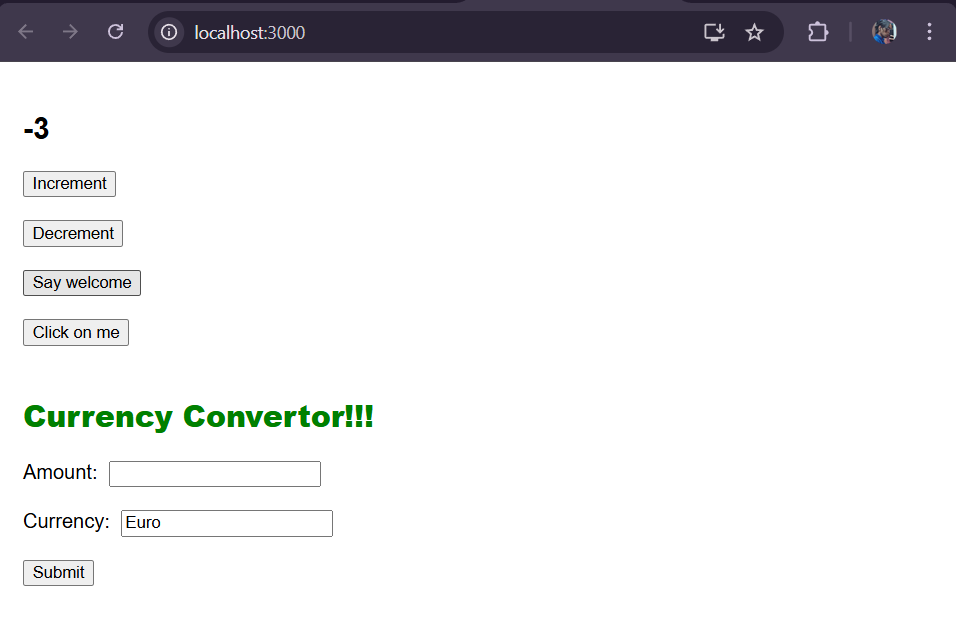 localhost:3000
-3
Increment
Decrement
Say welcome
Click on me
Currency Convertor!!!
Amount:
Currency: Euro
Submit